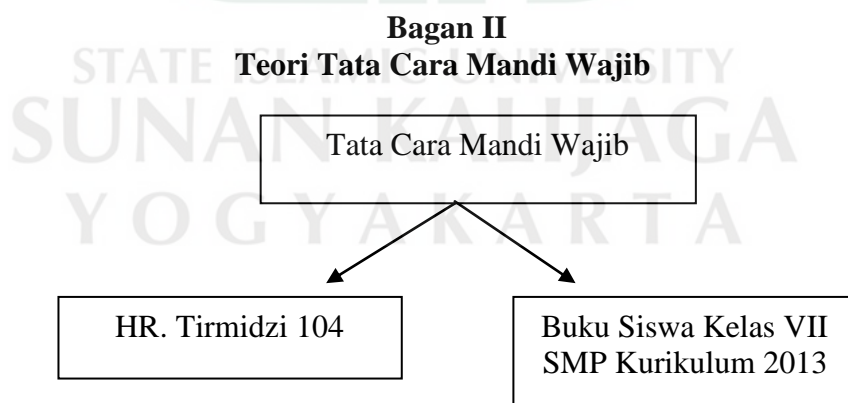 Bagan II
STATE ISLAMIC UNIVERSITY
Teori Tata Cara Mandi Wajib
SUNAN KALIJAGA
Tata Cara Mandi Wajib
YOGYAKARTA
HR. Tirmidzi 104
Buku Siswa Kelas VII
SMP Kurikulum 2013